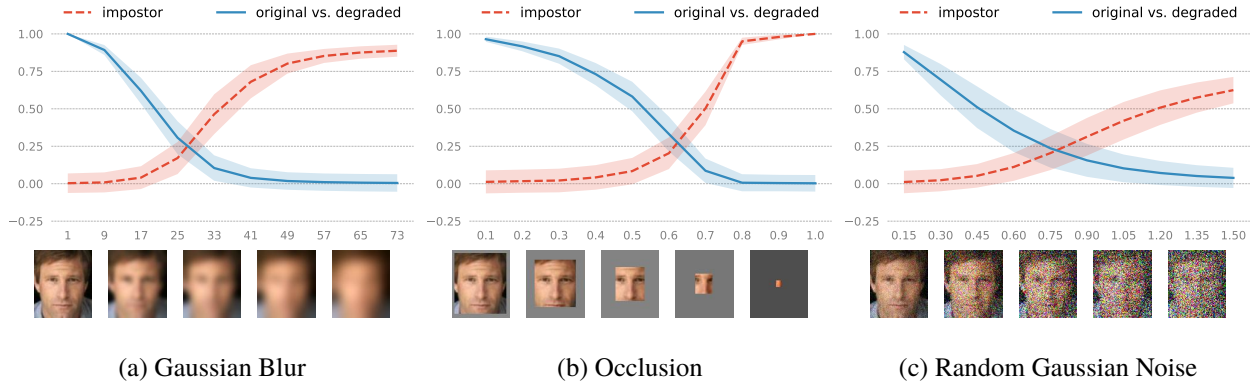 impostor original vs. degraded
1.00
0.75
0.50
0.25
0.00
−0.25
1 9 17 25 33 41 49 57 65 73
(a) Gaussian Blur
impostor original vs. degraded
1.00
0.75
0.50
0.25
0.00
−0.25
0.1 0.2 0.3 0.4 0.5 0.6 0.7 0.8 0.9 1.0
(b) Occlusion
impostor original vs. degraded
1.00
0.75
0.50
0.25
0.00
−0.25
0.15 0.30 0.45 0.60 0.75 0.90 1.05 1.20 1.35 1.50
(c) Random Gaussian Noise